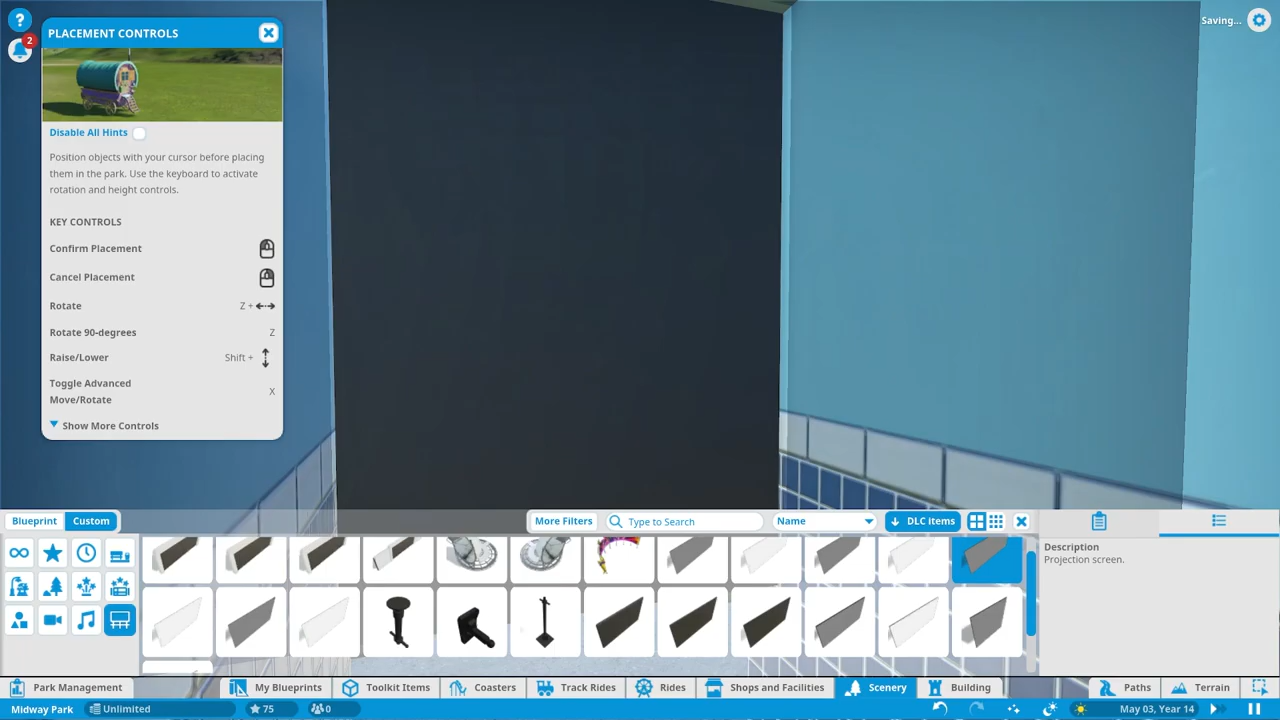 ?
2
PLACEMENT CONTROLS
Saving...
Disable All Hints
Position objects with your cursor before placing
them in the park. Use the keyboard to activate
rotation and height controls.
KEY CONTROLS
Confirm Placement
Cancel Placement
Rotate Z +
Rotate 90-degrees Z
Raise/Lower Shift +
Toggle Advanced
Move/Rotate X
Show More Controls
Blueprint Custom More Filters Type to Search Name DLC Items
Description
Projection screen.
Park Management My Blueprints Toolkit Items Coasters Track Rides Rides Shops and Facilities Scenery Building Paths Terrain
Midway Park Unlimited 75 0 May 03, Year 14